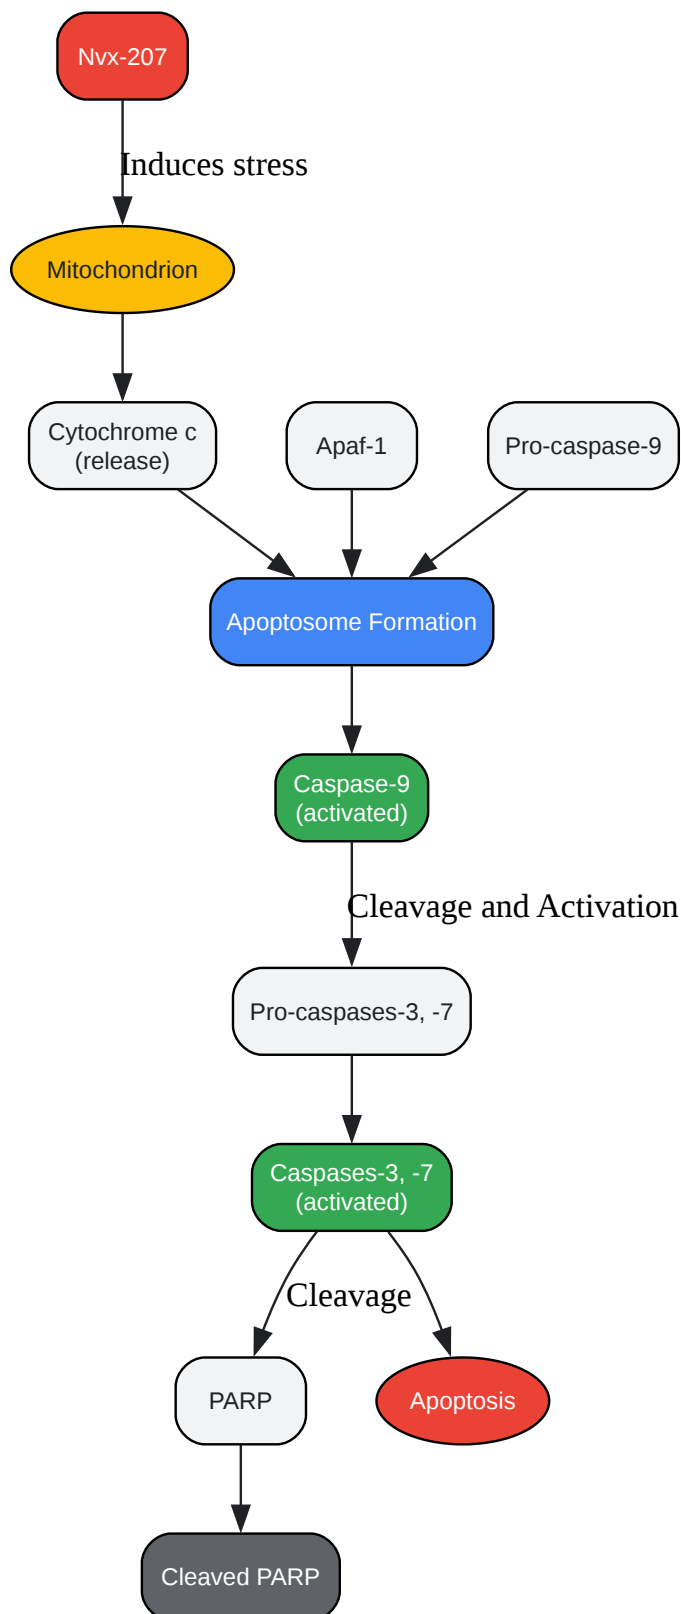 Nvx-207
Induces stress
Mitochondrion
Cytochrome c
(release)
Apaf-1
Pro-caspase-9
Apoptosome Formation
Caspase-9
(activated)
Cleavage and Activation
Pro-caspases-3, -7
Caspases-3, -7
(activated)
Cleavage
PARP
Apoptosis
Cleaved PARP